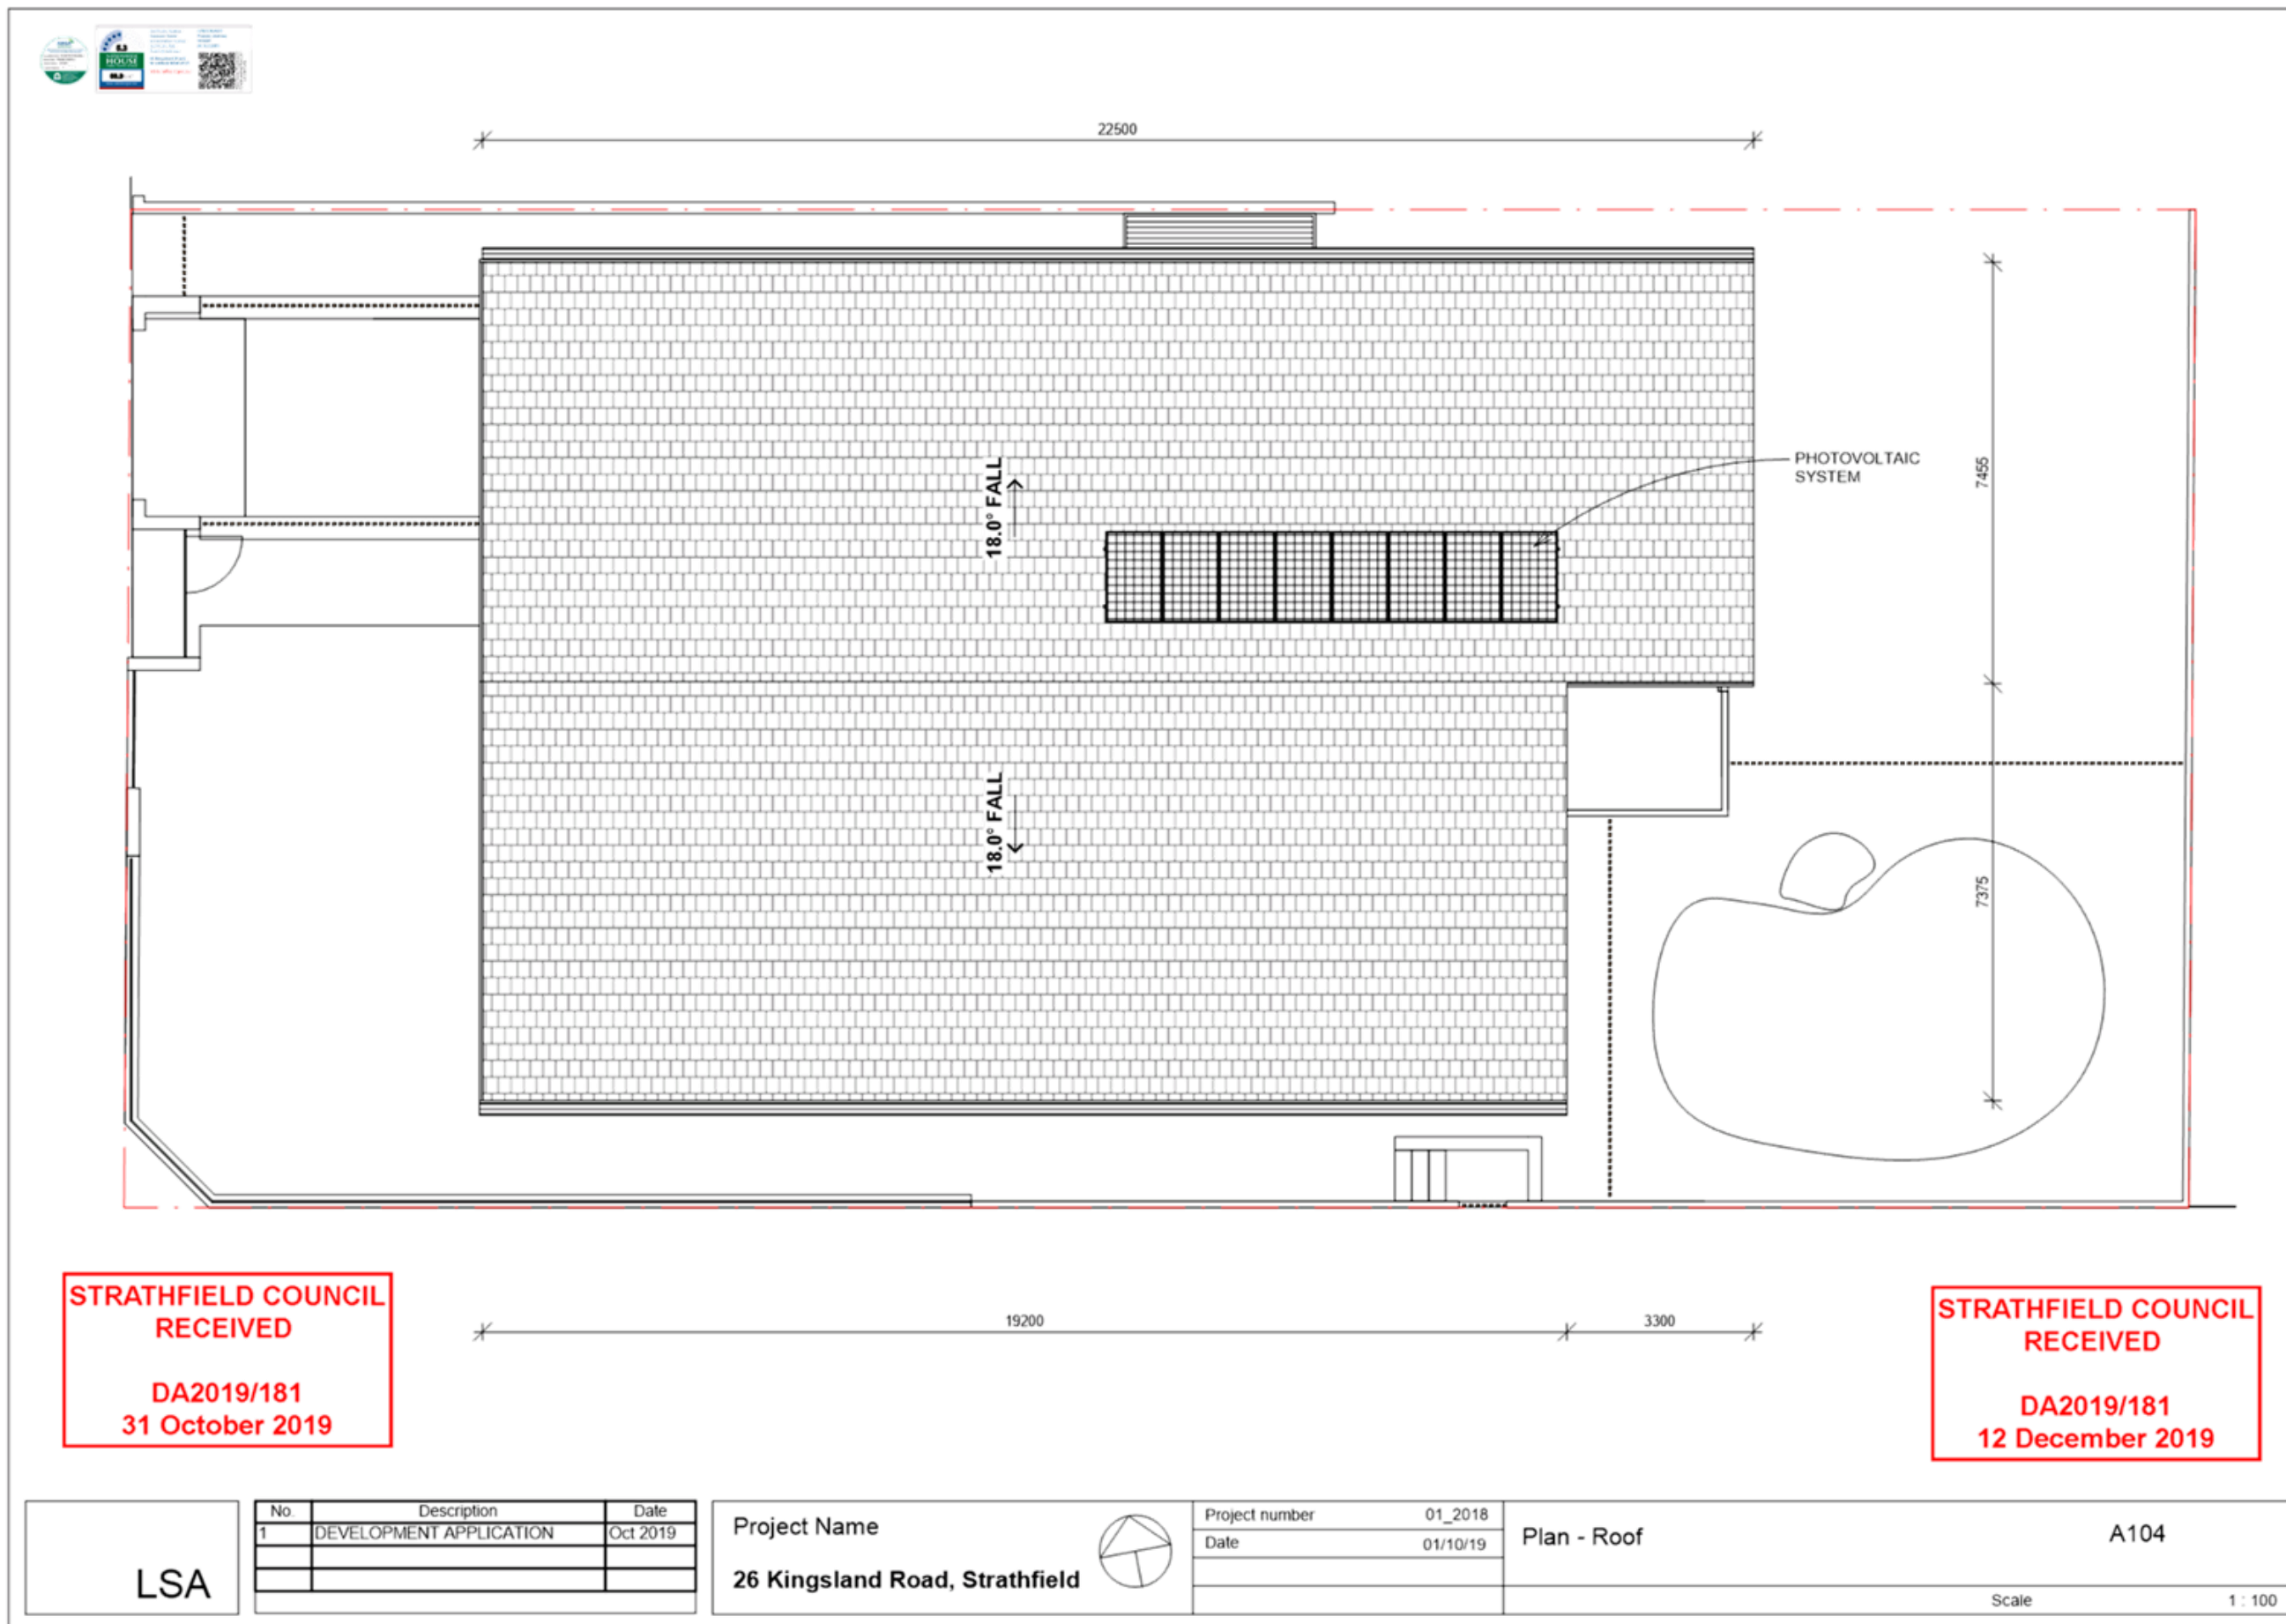 HOUSE
22500
PHOTOVOLTAIC
SYSTEM
7455
18.0° FALL
18.0° FALL
7375
19200
3300
STRATHFIELD COUNCIL
RECEIVED
DA2019/181
31 October 2019
STRATHFIELD COUNCIL
RECEIVED
DA2019/181
12 December 2019
LSA
No. Description Date
1 DEVELOPMENT APPLICATION Oct 2019
Project Name
26 Kingsland Road, Strathfield
Project number 01_2018
Date 01/10/19
Plan - Roof
A104
Scale 1 : 100